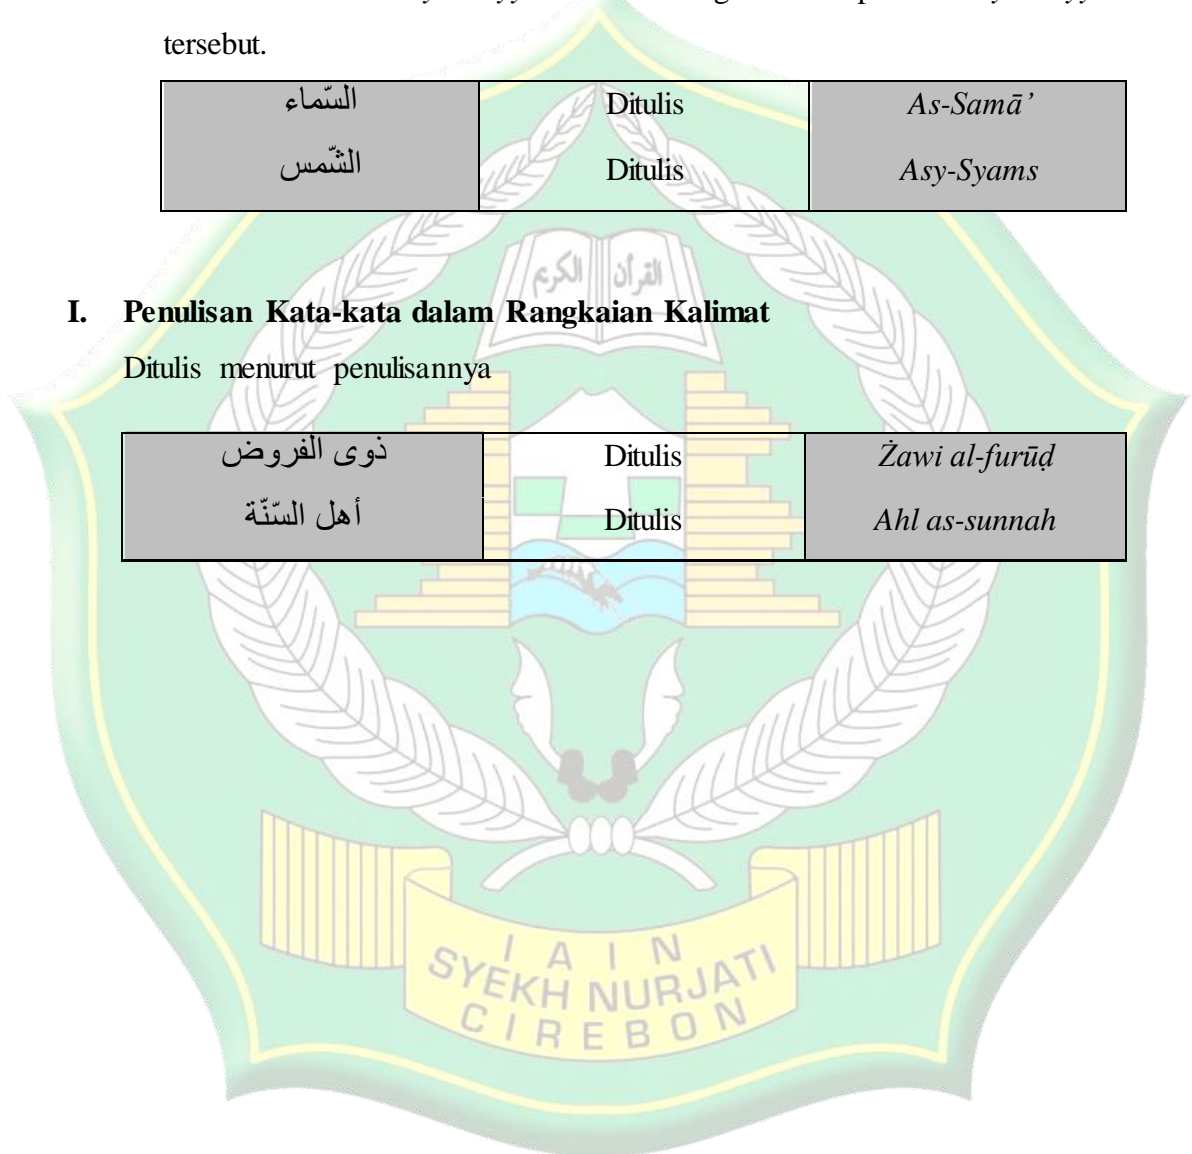 tersebut.
السّماء Ditulis As-Samā’
الشّمس Ditulis Asy-Syams
القرأن الكريم
I. Penulisan Kata-kata dalam Rangkaian Kalimat
Ditulis menurut penulisannya
ذوى الفروض Ditulis Żawi al-furūḍ
أهل السّنّة Ditulis Ahl as-sunnah
I A I N
SYEKH NURJATI
CIREBON